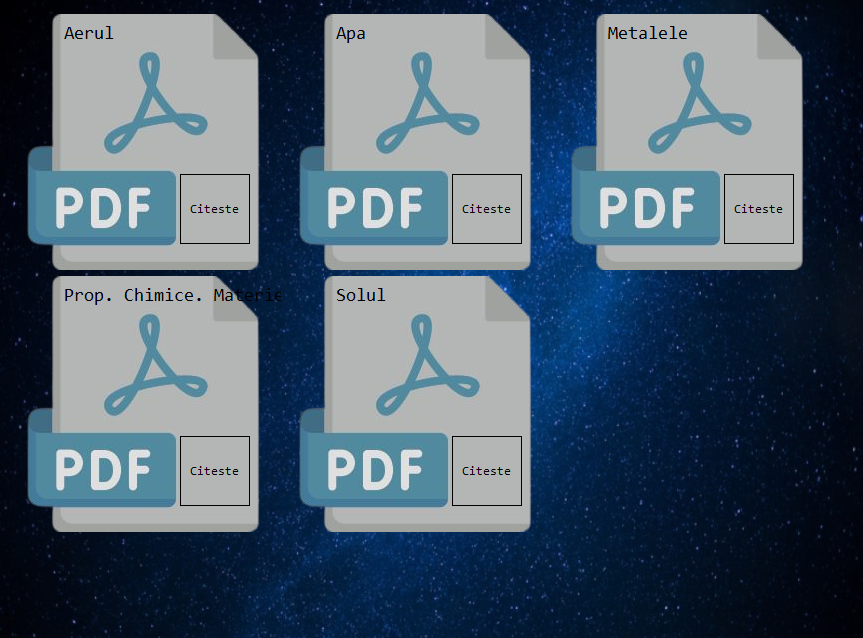 Aerul
Apa
Metalele
PDF
Citeste
PDF
Citeste
PDF
Citeste
Prop. Chimice. Materie
Solul
PDF
Citeste
PDF
Citeste